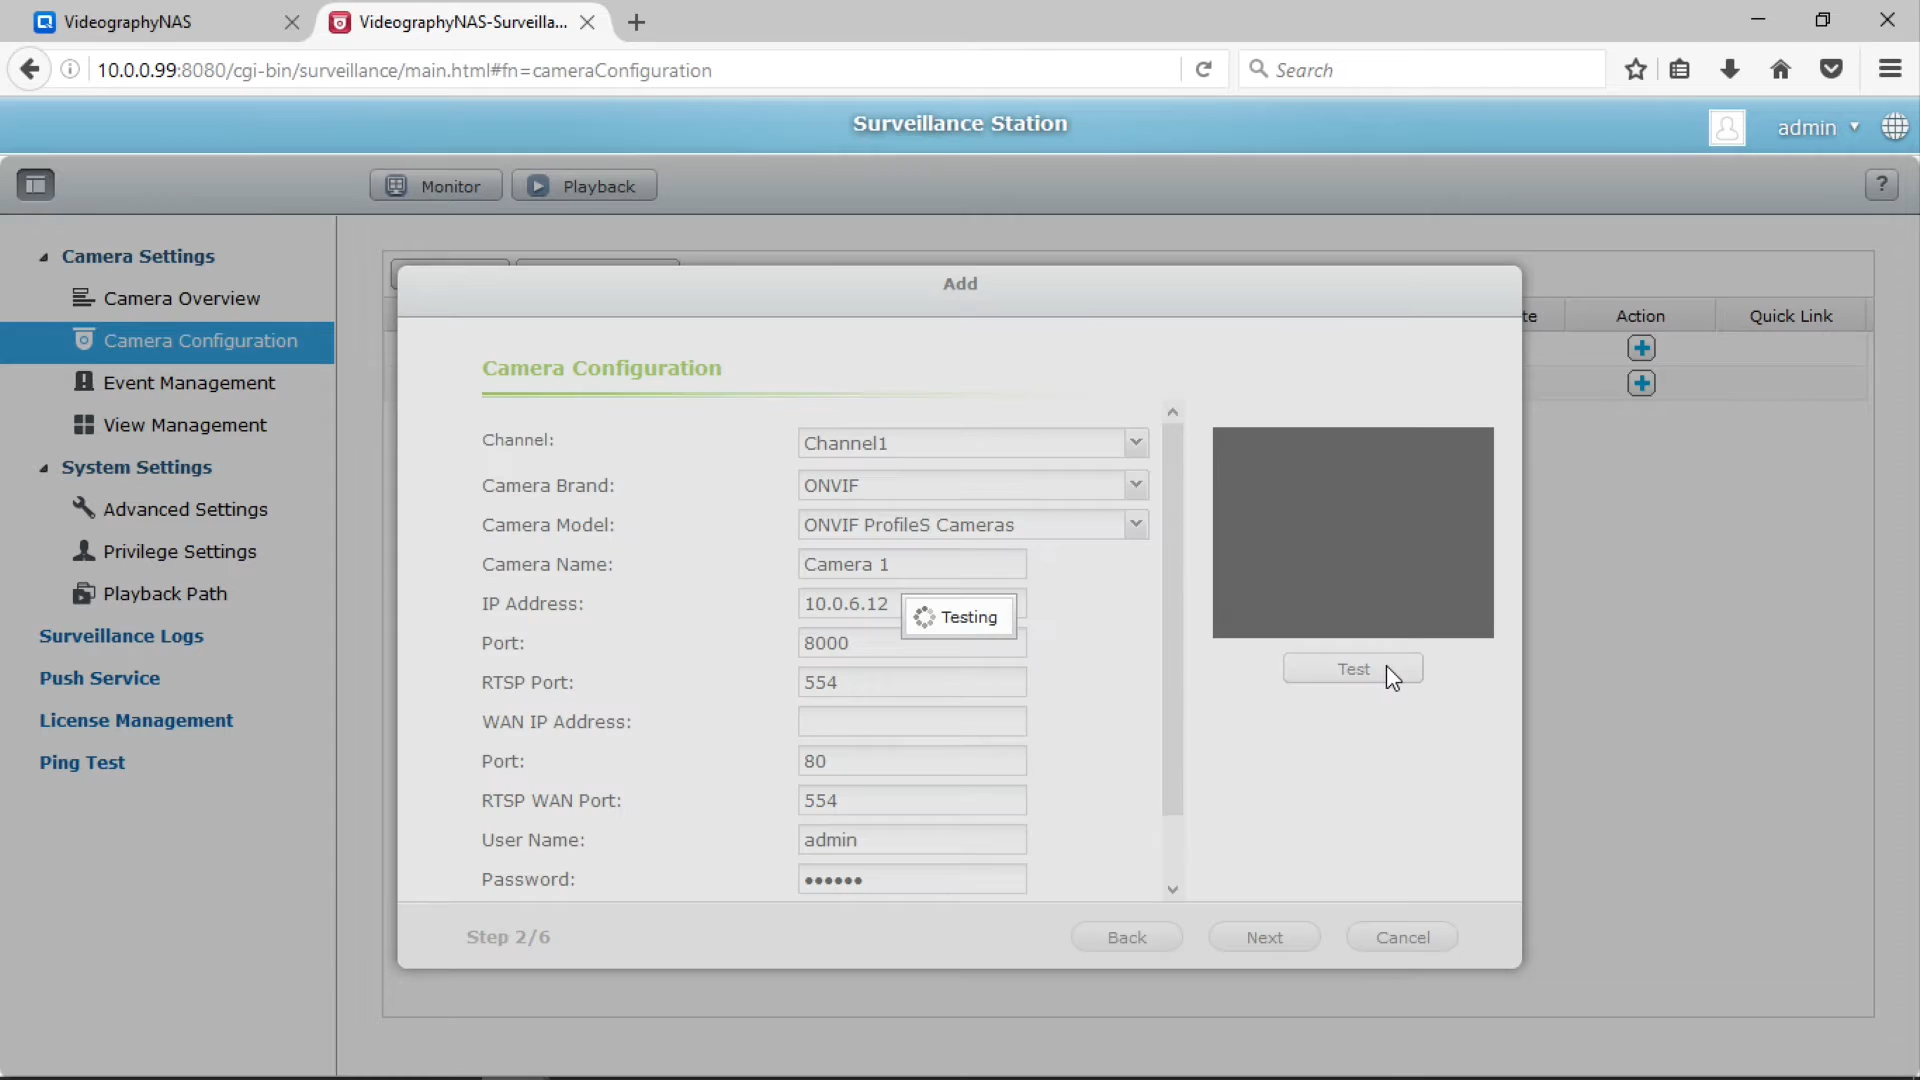 VideographyNAS
VideographyNAS-Surveilla...
10.0.0.99:8080/cgi-bin/surveillance/main.html#fn=cameraConfiguration
Search
Surveillance Station
admin
Monitor
Playback
?
Camera Settings
Camera Overview
Camera Configuration
Event Management
View Management
System Settings
Advanced Settings
Privilege Settings
Playback Path
Surveillance Logs
Push Service
License Management
Ping Test
te
Action
Quick Link
Add
Camera Configuration
Channel:
Channel1
Camera Brand:
ONVIF
Camera Model:
ONVIF ProfileS Cameras
Camera Name:
Camera 1
IP Address:
10.0.6.12
Testing
Port:
8000
RTSP Port:
554
WAN IP Address:
Port:
80
RTSP WAN Port:
554
User Name:
admin
Password:
••••••
Test
Step 2/6
Back
Next
Cancel